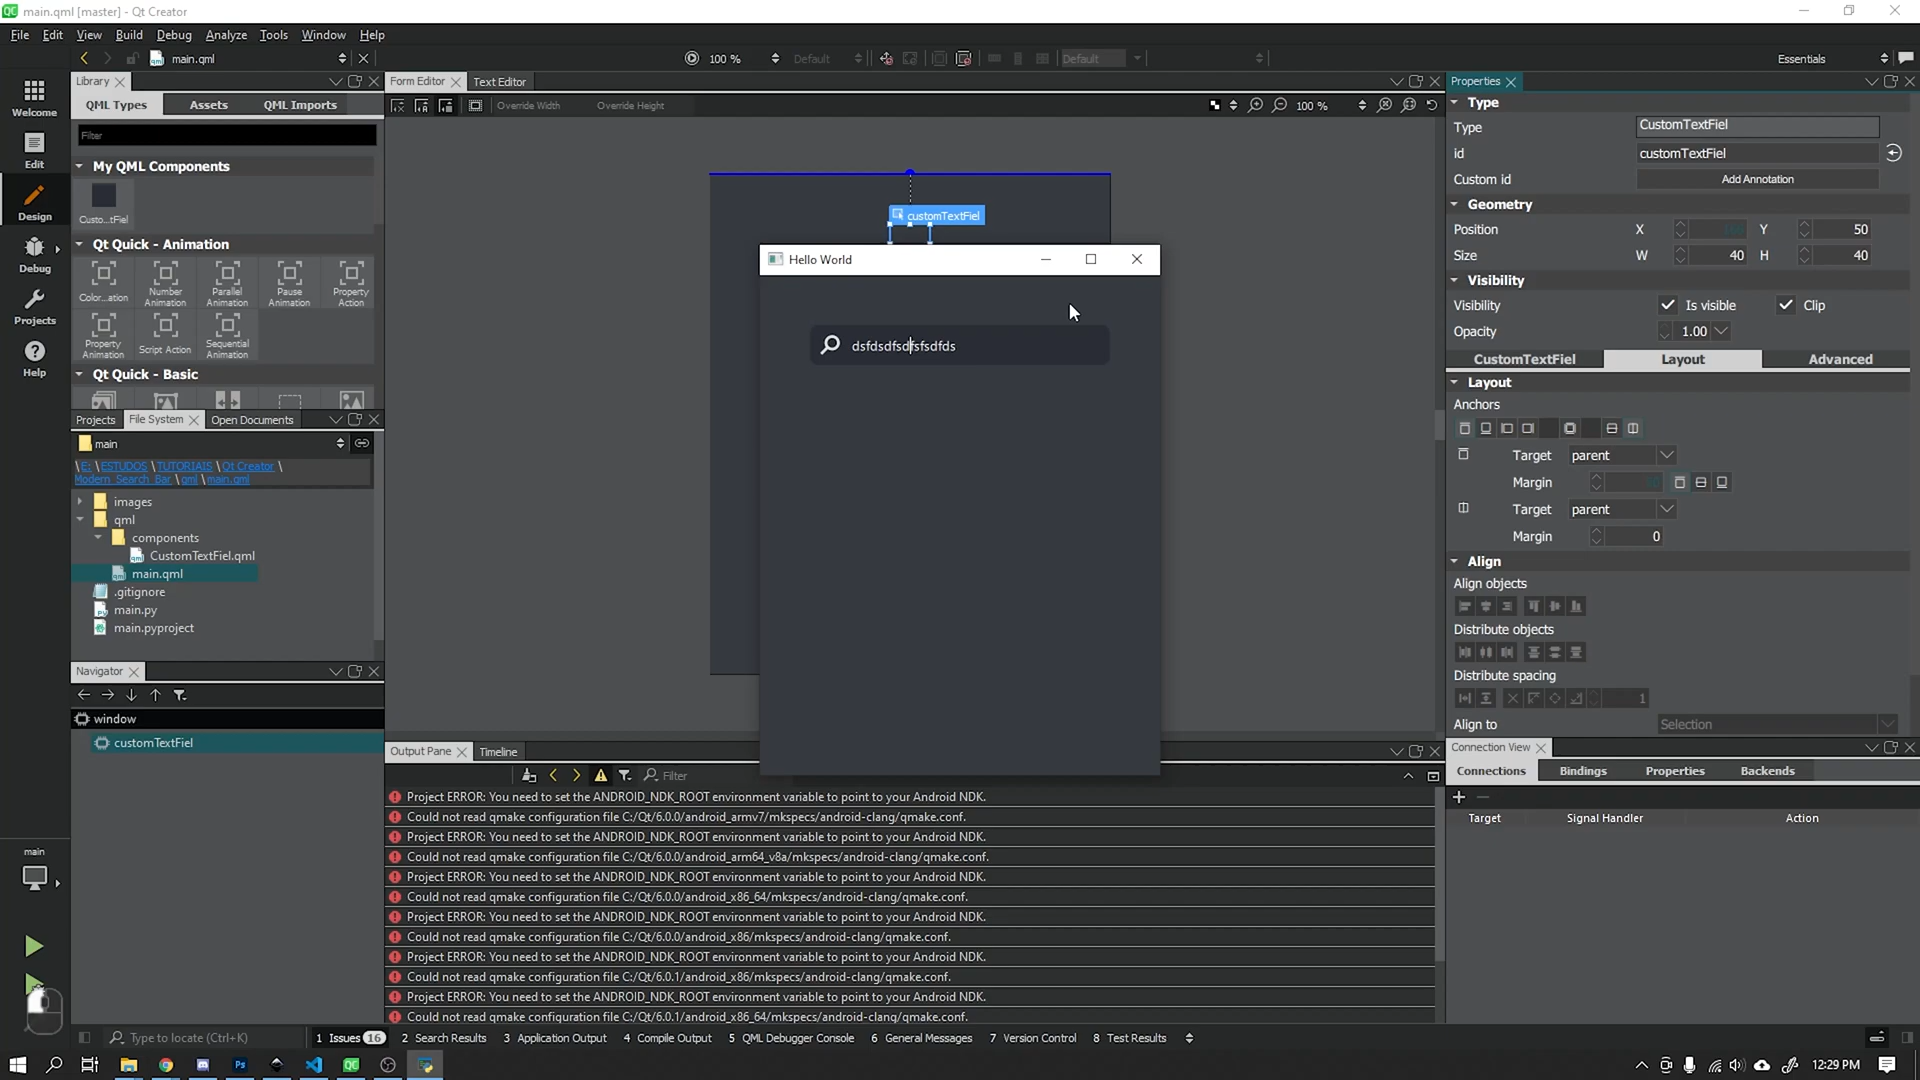 main.qml [master] - Qt Creator
File Edit View Build Debug Analyze Tools Window Help
main.qml 100 % Default Default Essentials
Library Form Editor Text Editor Properties
QML Types Assets QML Imports Override Width Override Height 100 %
Filter
My QML Components
Custo...tFiel
Qt Quick - Animation
Color...ation Number Animation Parallel Animation Pause Animation Property Action
Property Animation Script Action Sequential Animation
Qt Quick - Basic
Welcome
Edit
Design
Debug
Projects
Help
Projects File System Open Documents
main
\E: \ESTUDOS \TUTORIAIS \Qt Creator \
Modern Search Bar \qml \main.qml
images
qml
components
CustomTextFiel.qml
main.qml
.gitignore
main.py
main.pyproject
Navigator
window
customTextFiel
main
customTextFiel
Hello World
dsfdsdfsdfsfsdfds
Type
Type CustomTextFiel
id customTextFiel
Custom id Add Annotation
Geometry
Position X Y 50
Size W 40 H 40
Visibility
Visibility Is visible Clip
Opacity 1.00
CustomTextFiel Layout Advanced
Layout
Anchors
Target parent
Margin
Target parent
Margin 0
Align
Align objects
Distribute objects
Distribute spacing
1
Align to Selection
Connection View
Connections Bindings Properties Backends
Target Signal Handler Action
Output Pane Timeline
Filter
Project ERROR: You need to set the ANDROID_NDK_ROOT environment variable to point to your Android NDK.
Could not read qmake configuration file C:/Qt/6.0.0/android_armv7/mkspecs/android-clang/qmake.conf.
Project ERROR: You need to set the ANDROID_NDK_ROOT environment variable to point to your Android NDK.
Could not read qmake configuration file C:/Qt/6.0.0/android_arm64_v8a/mkspecs/android-clang/qmake.conf.
Project ERROR: You need to set the ANDROID_NDK_ROOT environment variable to point to your Android NDK.
Could not read qmake configuration file C:/Qt/6.0.0/android_x86_64/mkspecs/android-clang/qmake.conf.
Project ERROR: You need to set the ANDROID_NDK_ROOT environment variable to point to your Android NDK.
Could not read qmake configuration file C:/Qt/6.0.0/android_x86/mkspecs/android-clang/qmake.conf.
Project ERROR: You need to set the ANDROID_NDK_ROOT environment variable to point to your Android NDK.
Could not read qmake configuration file C:/Qt/6.0.1/android_x86/mkspecs/android-clang/qmake.conf.
Project ERROR: You need to set the ANDROID_NDK_ROOT environment variable to point to your Android NDK.
Could not read qmake configuration file C:/Qt/6.0.1/android_x86_64/mkspecs/android-clang/qmake.conf.
Type to locate (Ctrl+K) 1 Issues 16 2 Search Results 3 Application Output 4 Compile Output 5 QML Debugger Console 6 General Messages 7 Version Control 8 Test Results
12:29 PM